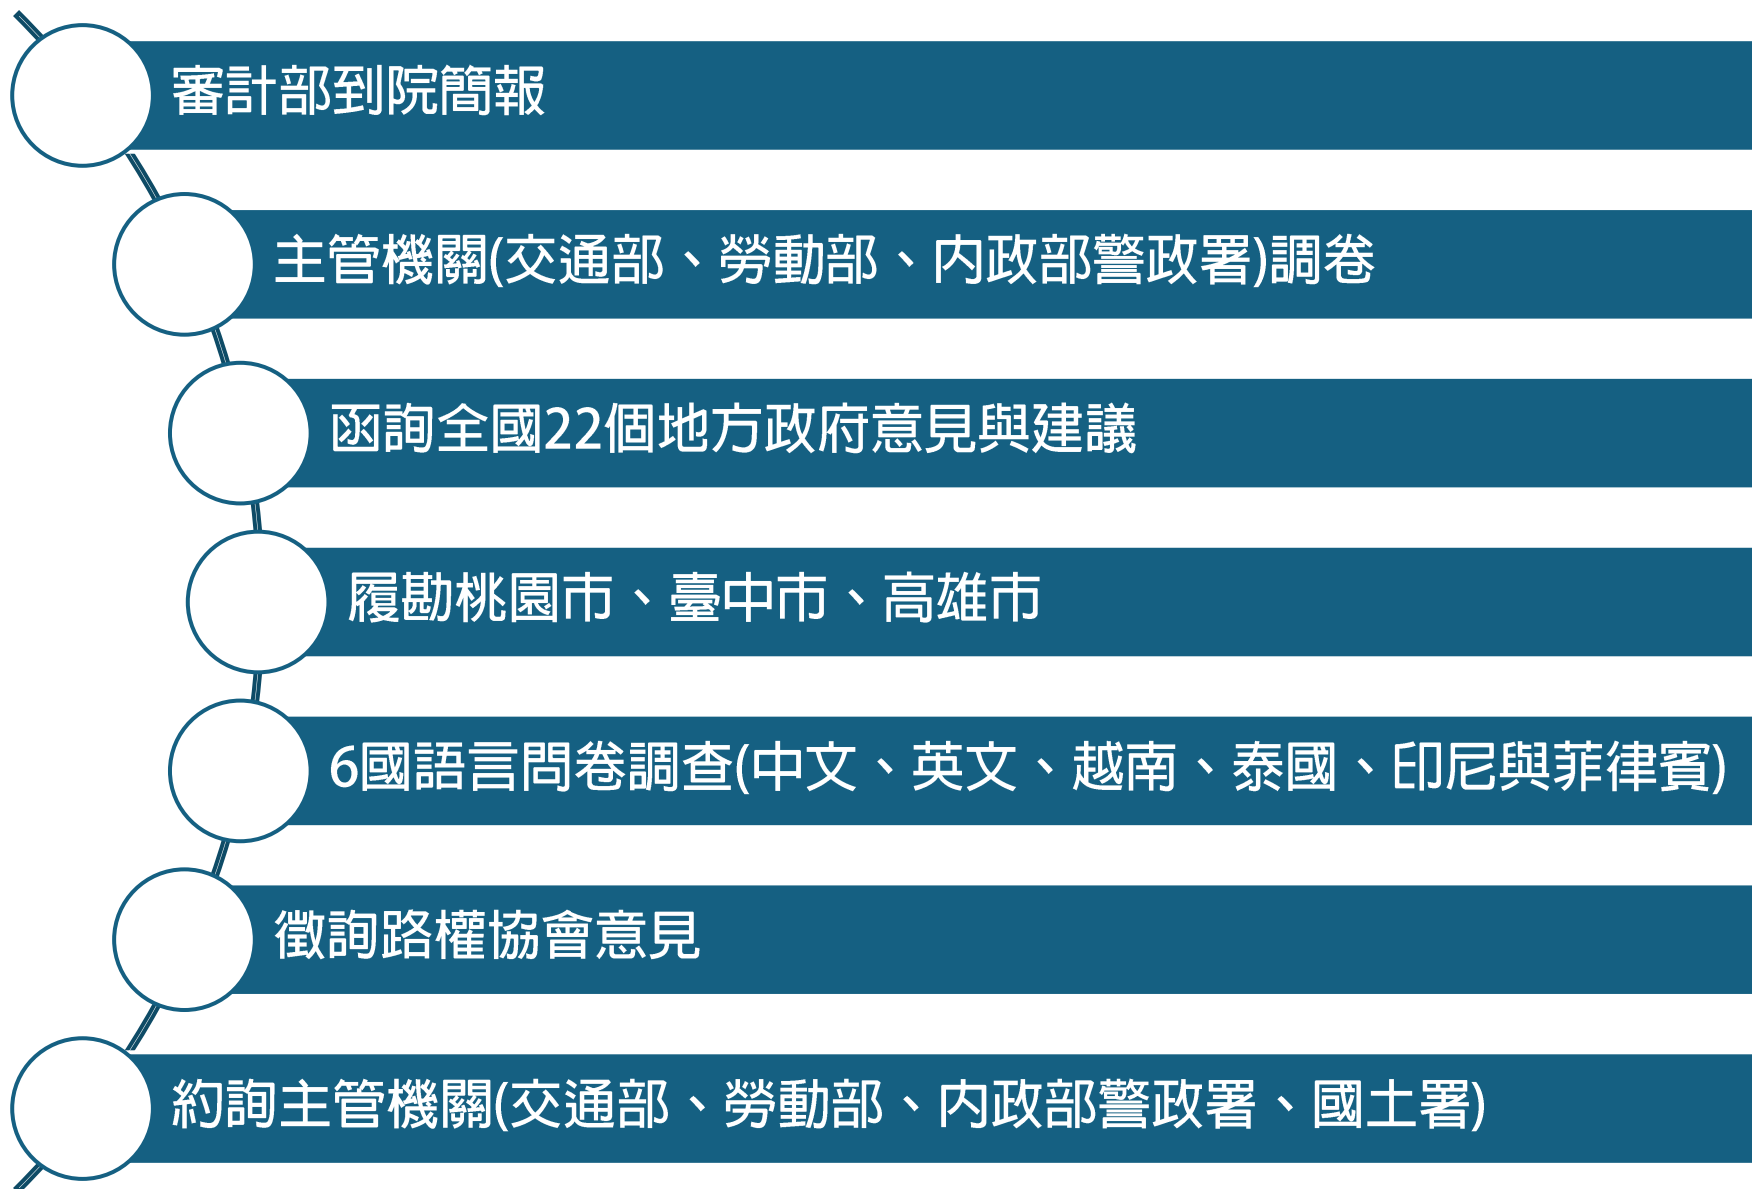 審計部到院簡報
主管機關(交通部、勞動部、內政部警政署)調卷
函詢全國22個地方政府意見與建議
履勘桃園市、臺中市、高雄市
6國語言問卷調查(中文、英文、越南、泰國、印尼與菲律賓)
徵詢路權協會意見
約詢主管機關(交通部、勞動部、內政部警政署、國土署)